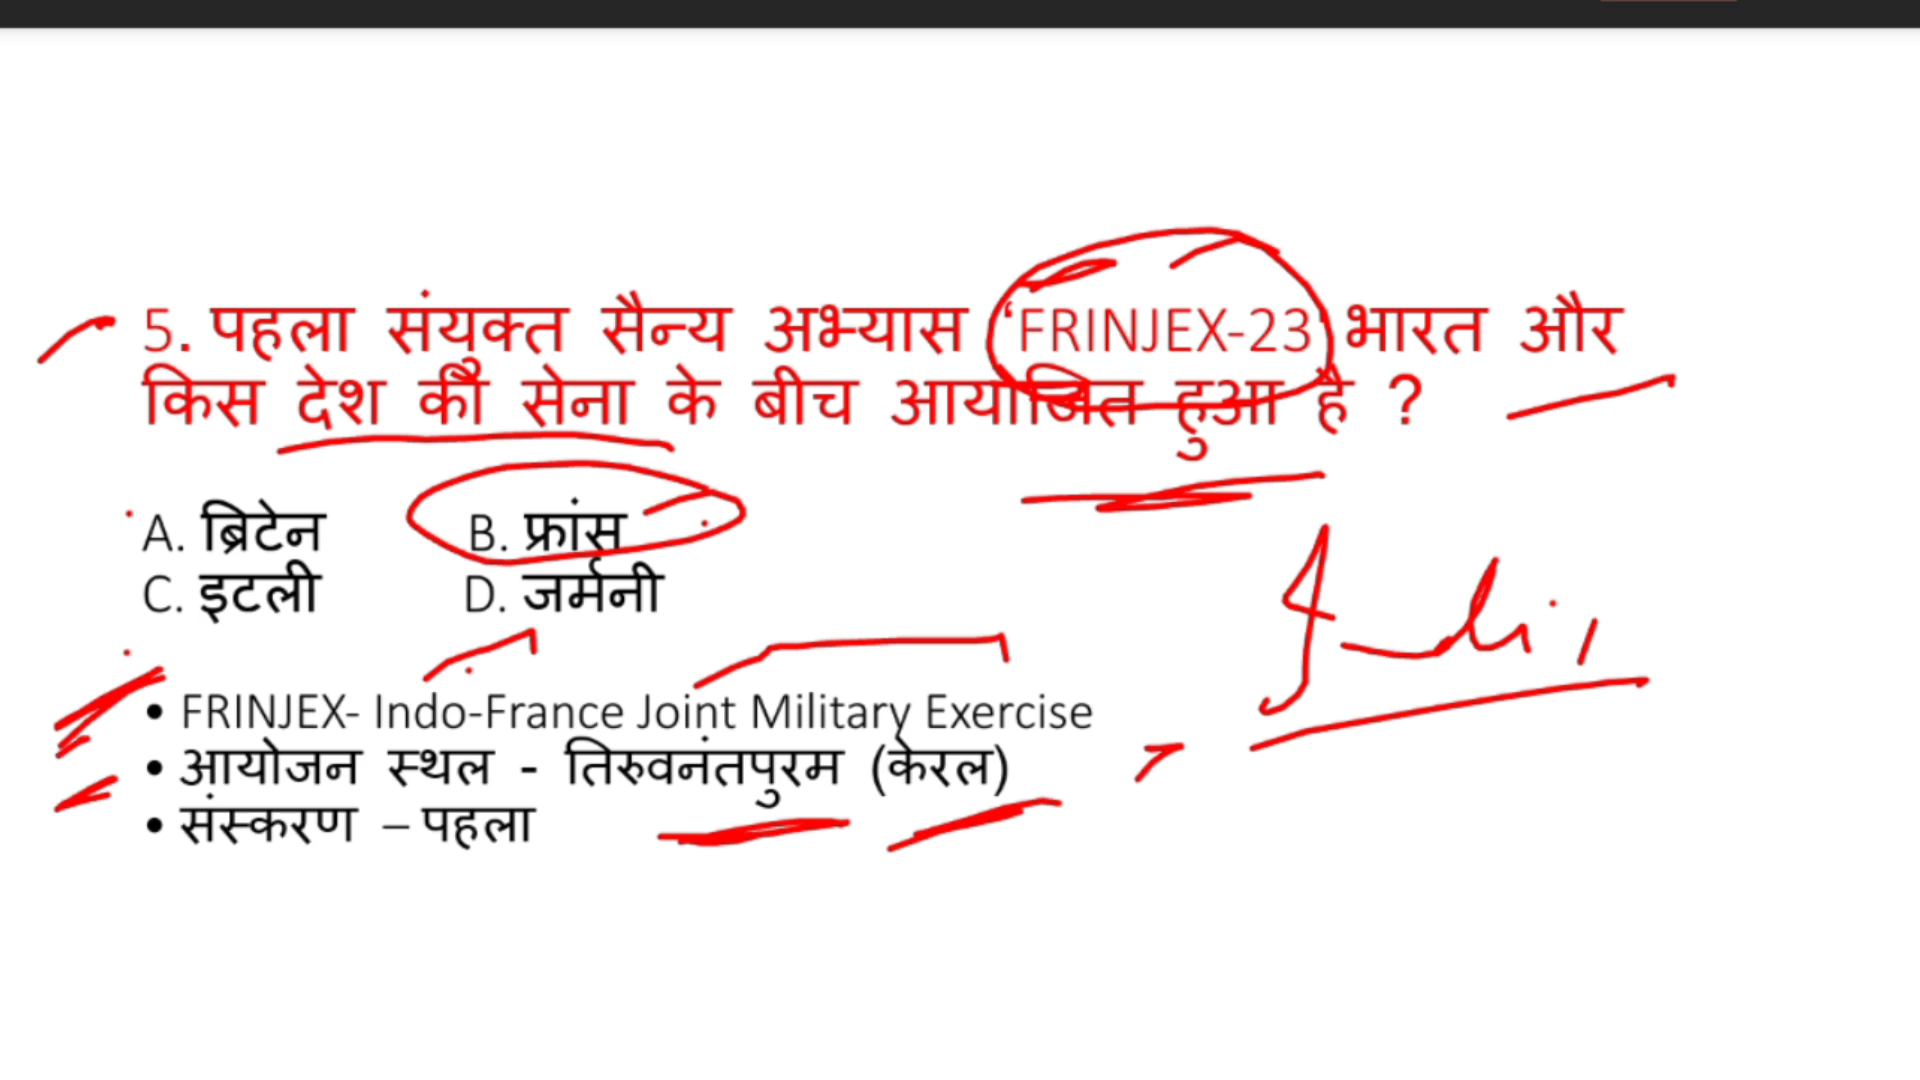 5. पहला संयुक्त सैन्य अभ्यास ‘FRINJEX-23’ भारत और
किस देश की सेना के बीच आयोजित हुआ है ?
A. ब्रिटेन B. फ्रांस
C. इटली D. जर्मनी
• FRINJEX- Indo-France Joint Military Exercise
• आयोजन स्थल - तिरुवनंतपुरम (केरल)
• संस्करण – पहला